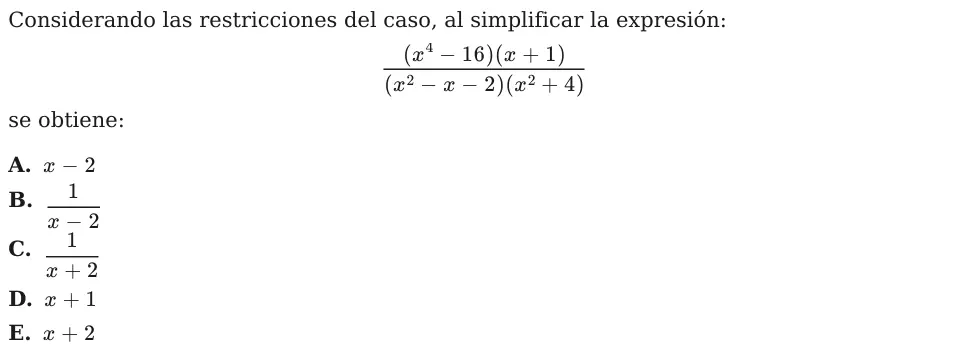 Considerando las restricciones del caso, al simplificar la expresión:
(x⁴ − 16)(x + 1)
(x² − x − 2)(x² + 4)
se obtiene:
A. x − 2
B. 1
x − 2
C. 1
x + 2
D. x + 1
E. x + 2